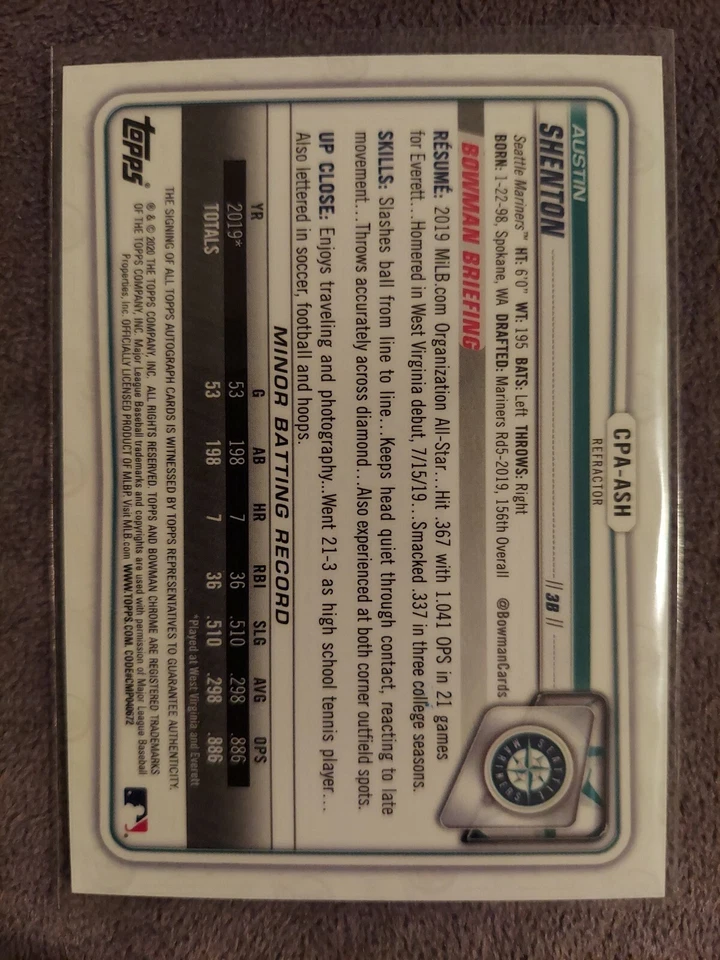 CPA-ASH
REFRACTOR
AUSTIN
SHENTON
// 3B //
Seattle Mariners™ HT: 6'0" WT: 195 BATS: Left THROWS: Right
BORN: 1-22-98, Spokane, WA DRAFTED: Mariners Rd5-2019, 156th Overall @BowmanCards
SEATTLE
MARINERS
BOWMAN BRIEFING
RÉSUMÉ: 2019 MiLB.com Organization All-Star...Hit .367 with 1.041 OPS in 21 games
for Everett...Homered in West Virginia debut, 7/15/19...Smacked .337 in three college seasons.
SKILLS: Slashes ball from line to line...Keeps head quiet through contact, reacting to late
movement...Throws accurately across diamond...Also experienced at both corner outfield spots.
UP CLOSE: Enjoys traveling and photography...Went 21-3 as high school tennis player...
Also lettered in soccer, football and hoops.
MINOR BATTING RECORD
YR G AB HR RBI SLG AVG OPS
2019* 53 198 7 36 .510 .298 .886
TOTALS 53 198 7 36 .510 .298 .886
*Played at West Virginia and Everett
THE SIGNING OF ALL TOPPS AUTOGRAPH CARDS IS WITNESSED BY TOPPS REPRESENTATIVES TO GUARANTEE AUTHENTICITY.
topps®
® & © 2020 THE TOPPS COMPANY, INC. ALL RIGHTS RESERVED. TOPPS AND BOWMAN CHROME ARE REGISTERED TRADEMARKS
OF THE TOPPS COMPANY, INC. Major League Baseball trademarks and copyrights are used with permission of Major League Baseball
Properties, Inc. OFFICIALLY LICENSED PRODUCT OF MLBP. Visit MLB.com WWW.TOPPS.COM. CODE#CMP040672